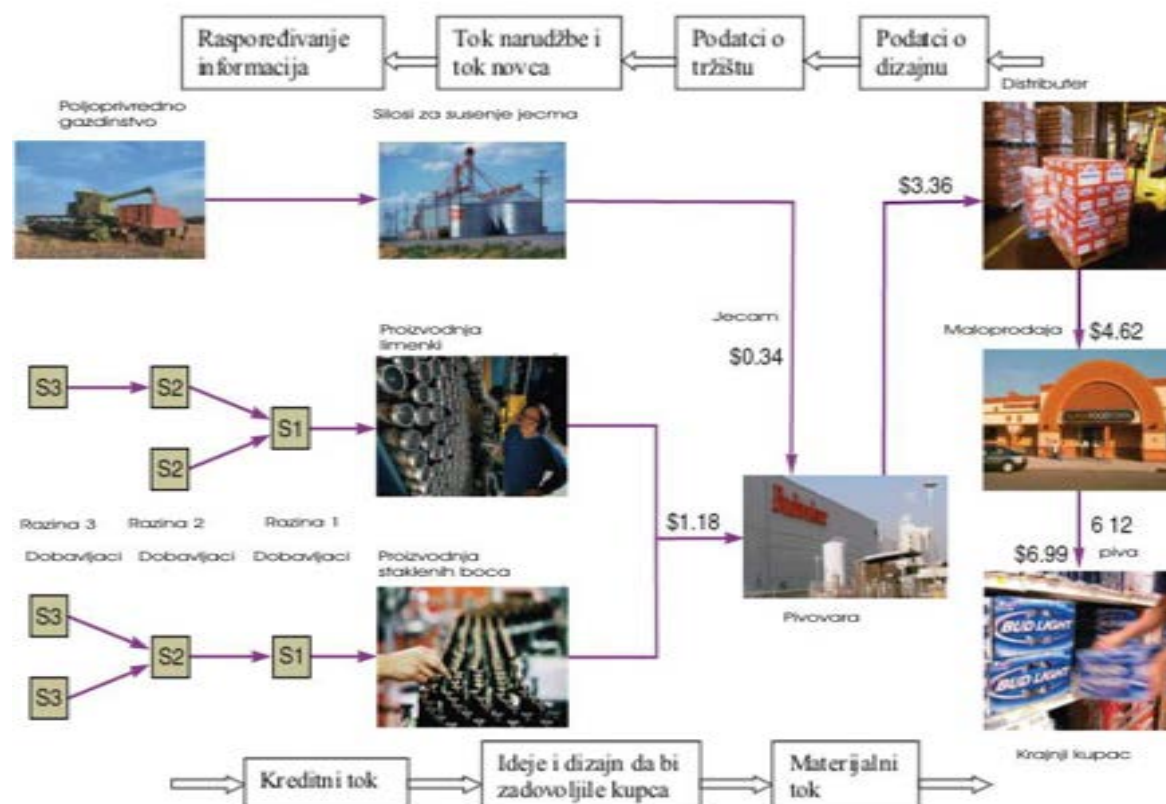 Raspoređivanje
informacija
Tok narudžbe i
tok novca
Podatci o
tržištu
Podatci o
dizajnu
Distributer
Poljoprivredno
gazdinstvo
Silosi za susenje jecma
$3.36
Jecam
$0.34
Maloprodaja
$4.62
Proizvodnja
limenki
S3
S2
S1
S2
Razina 3
Razina 2
Razina 1
Dobavljaci
Dobavljaci
Dobavljaci
Proizvodnja
staklenih boca
$1.18
6 12
piva
$6.99
S3
S2
S1
S3
Pivovara
BUD LIGHT
BUD LIGHT
Krajnji kupac
Kreditni tok
Ideje i dizajn da bi
zadovoljile kupca
Materijalni
tok